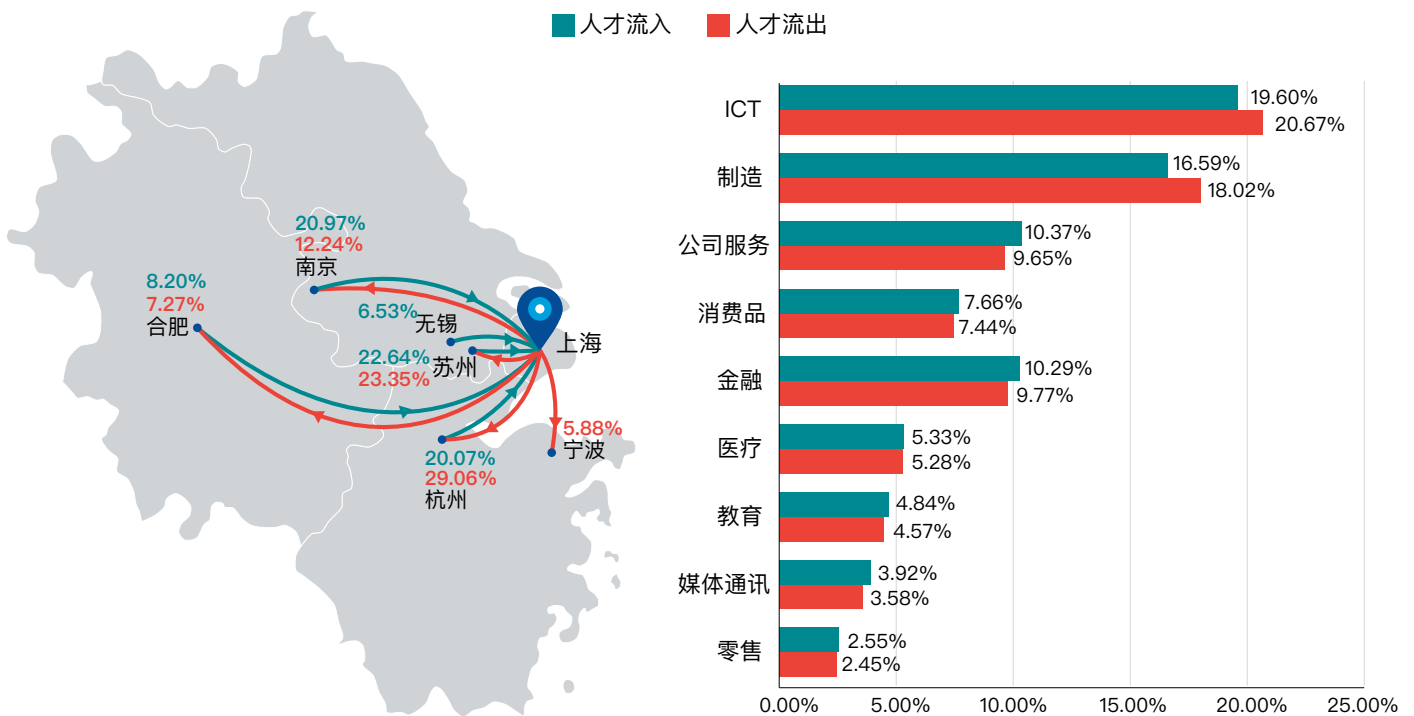 人才流入
人才流出
20.97%
12.24%
南京
8.20%
7.27%
合肥
6.53%
无锡
22.64%
23.35%
苏州
上海
5.88%
宁波
20.07%
29.06%
杭州
ICT
19.60%
20.67%
制造
16.59%
18.02%
公司服务
10.37%
9.65%
消费品
7.66%
7.44%
金融
10.29%
9.77%
医疗
5.33%
5.28%
教育
4.84%
4.57%
媒体通讯
3.92%
3.58%
零售
2.55%
2.45%
0.00% 5.00% 10.00% 15.00% 20.00% 25.00%